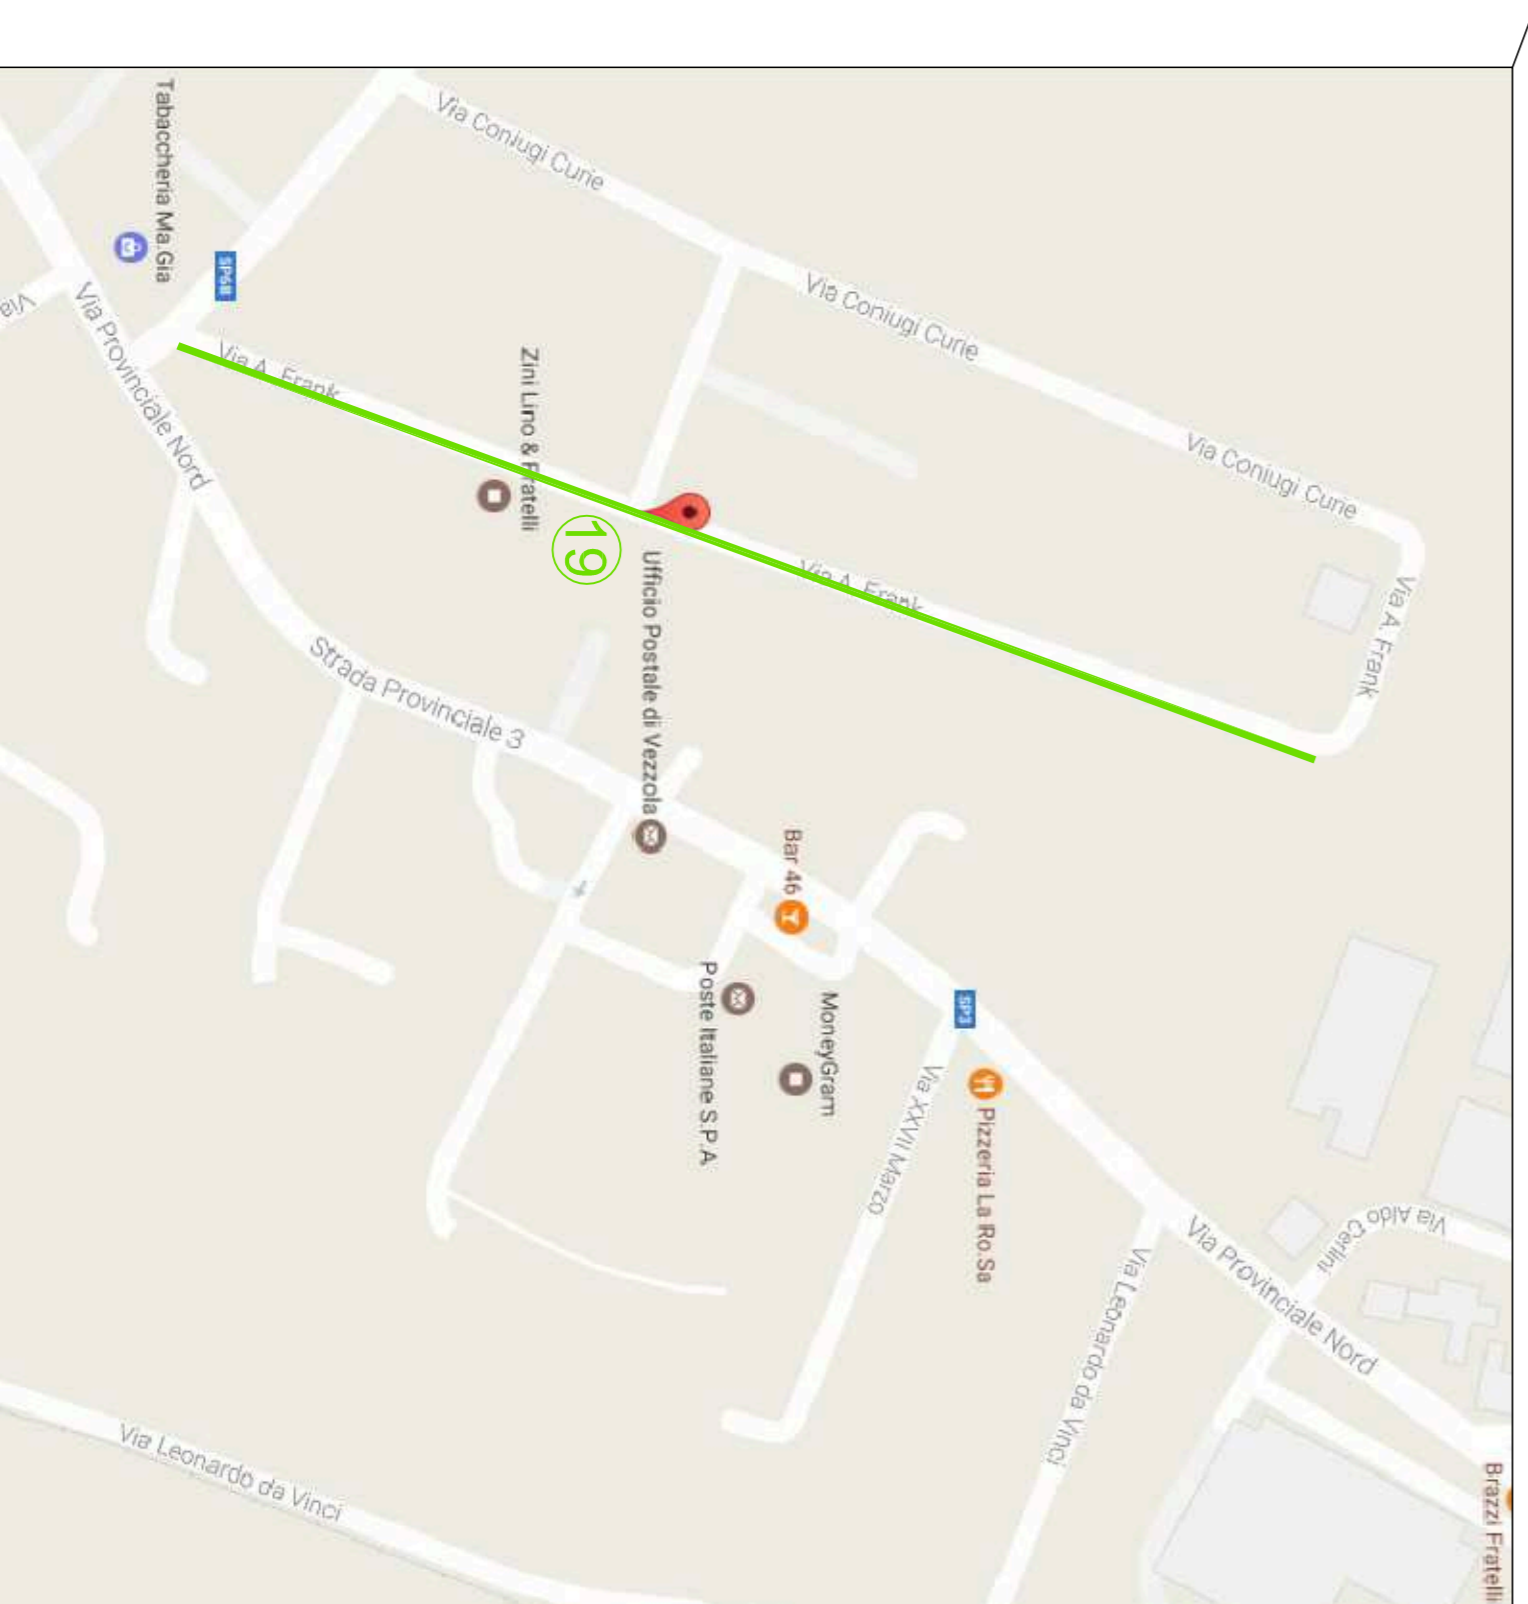 Tabaccheria Ma.Gia
Via Coniugi Curie
SP6III
Via
Via Provinciale Nord
Via A. Frank
Zini Lino & Fratelli
Via Coniugi Curie
Via Coniugi Curie
Via A. Frank
19
Via A. Frank
Ufficio Postale di Vezzola
Strada Provinciale 3
Bar 46
Poste Italiane S.P.A
MoneyGram
SP3
Pizzeria La Ro.Sa
Via XXVII Marzo
Via Aldo Cerlini
Via Provinciale Nord
Via Leonardo da Vinci
Via Leonardo da Vinci
Brazzi Fratelli